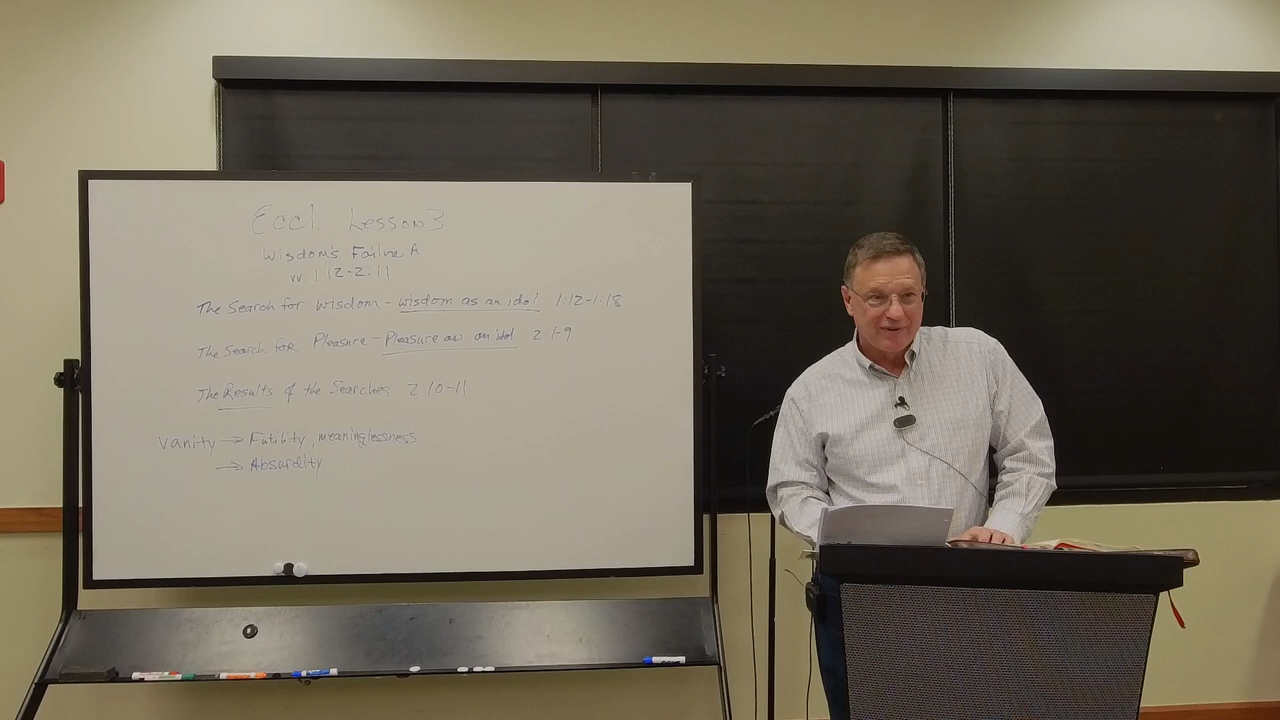 Eccl. Lesson 3
Wisdom's Failure A
vv. 1:12-2:11
The Search for wisdom - wisdom as an idol 1:12-1:18
The Search for Pleasure - Pleasure as an idol 2 1-9
The Results of the Searches 2:10-11
Vanity → Futility, meaninglessness
→ Absurdity